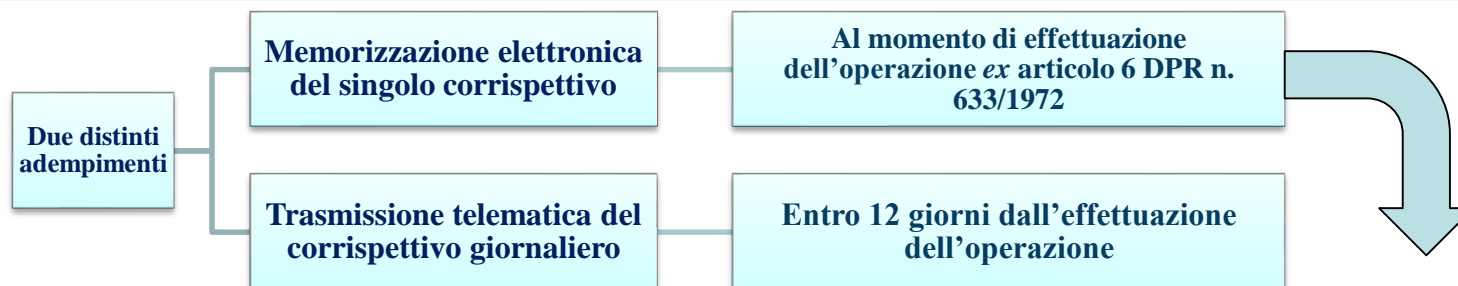 Due distinti
adempimenti
Memorizzazione elettronica
del singolo corrispettivo
Al momento di effettuazione
dell’operazione ex articolo 6 DPR n.
633/1972
Trasmissione telematica del
corrispettivo giornaliero
Entro 12 giorni dall’effettuazione
dell’operazione